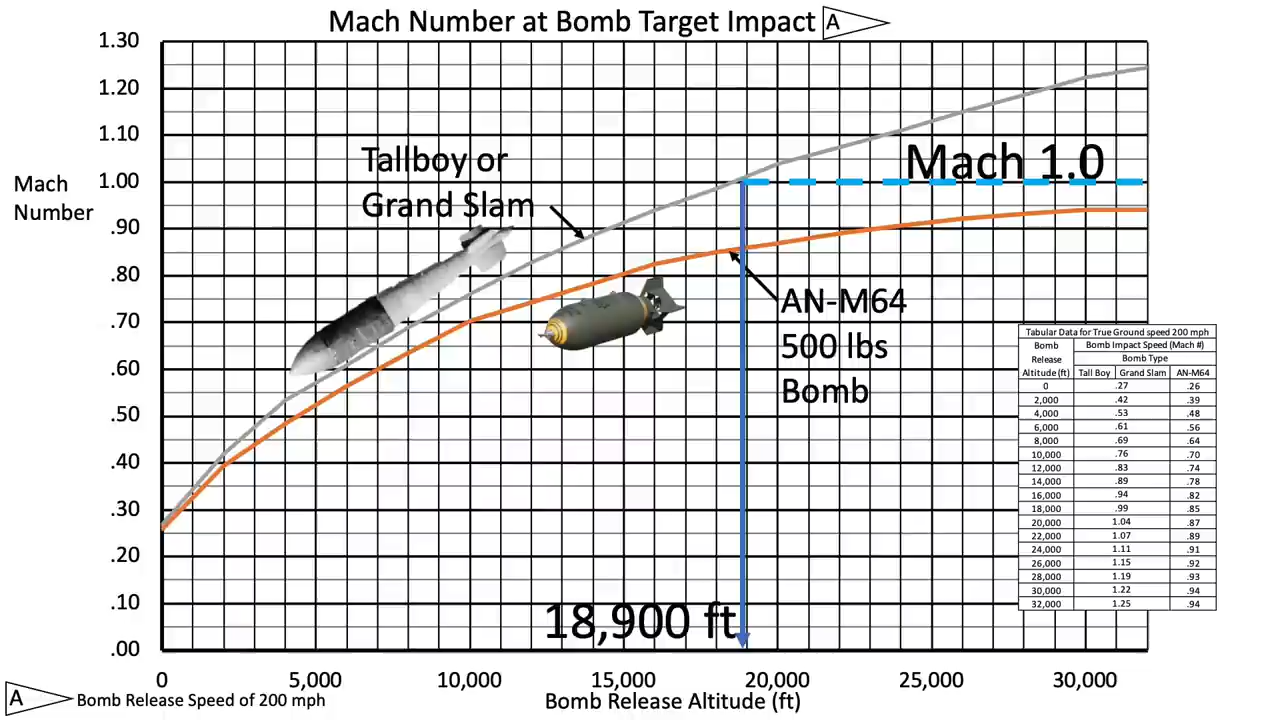 Mach Number at Bomb Target Impact A
1.30
1.20
1.10
1.00
.90
.80
.70
.60
.50
.40
.30
.20
.10
.00
Mach
Number
Tallboy or
Grand Slam
Mach 1.0
AN-M64
500 lbs
Bomb
18,900 ft
Tabular Data for True Ground speed 200 mph
Bomb Release Altitude (ft) Bomb Impact Speed (Mach #)
Bomb Type
Tall Boy Grand Slam AN-M64
0 .27 .26
2,000 .42 .39
4,000 .53 .48
6,000 .61 .56
8,000 .69 .64
10,000 .76 .70
12,000 .83 .74
14,000 .89 .78
16,000 .94 .82
18,000 .99 .85
20,000 1.04 .87
22,000 1.07 .89
24,000 1.11 .91
26,000 1.15 .92
28,000 1.19 .93
30,000 1.22 .94
32,000 1.25 .94
0 5,000 10,000 15,000 20,000 25,000 30,000
Bomb Release Altitude (ft)
A Bomb Release Speed of 200 mph